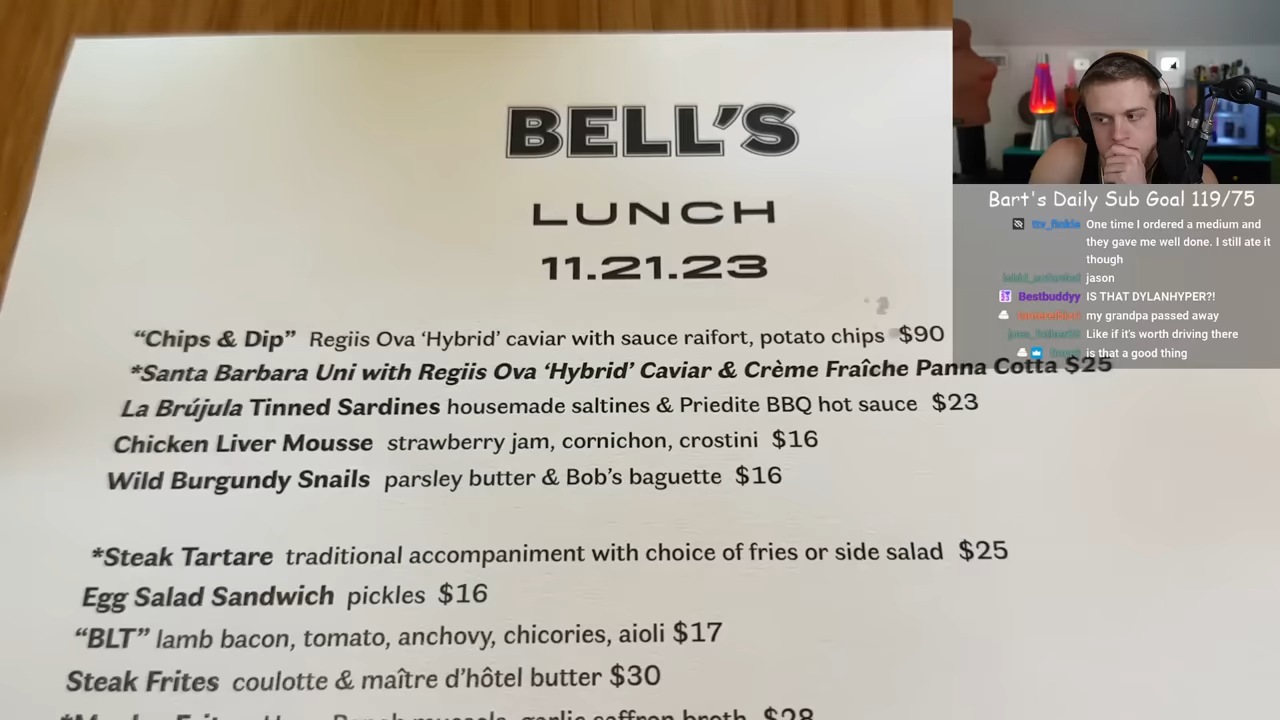 BELL'S
LUNCH
11.21.23
"Chips & Dip" Regiis Ova 'Hybrid' caviar with sauce raifort, potato chips $90
*Santa Barbara Uni with Regiis Ova 'Hybrid' Caviar & Crème Fraîche Panna Cotta $25
La Brújula Tinned Sardines housemade saltines & Priedite BBQ hot sauce $23
Chicken Liver Mousse strawberry jam, cornichon, crostini $16
Wild Burgundy Snails parsley butter & Bob's baguette $16
*Steak Tartare traditional accompaniment with choice of fries or side salad $25
Egg Salad Sandwich pickles $16
"BLT" lamb bacon, tomato, anchovy, chicories, aioli $17
Steak Frites coulotte & maître d'hôtel butter $30
mussels, garlic saffron broth $28
Bart's Daily Sub Goal 119/75
One time I ordered a medium and
they gave me well done. I still ate it
though
jason
Bestbuddyy IS THAT DYLANHYPER?!
my grpa passed away
Like if it's worth driving there
is that a good thing